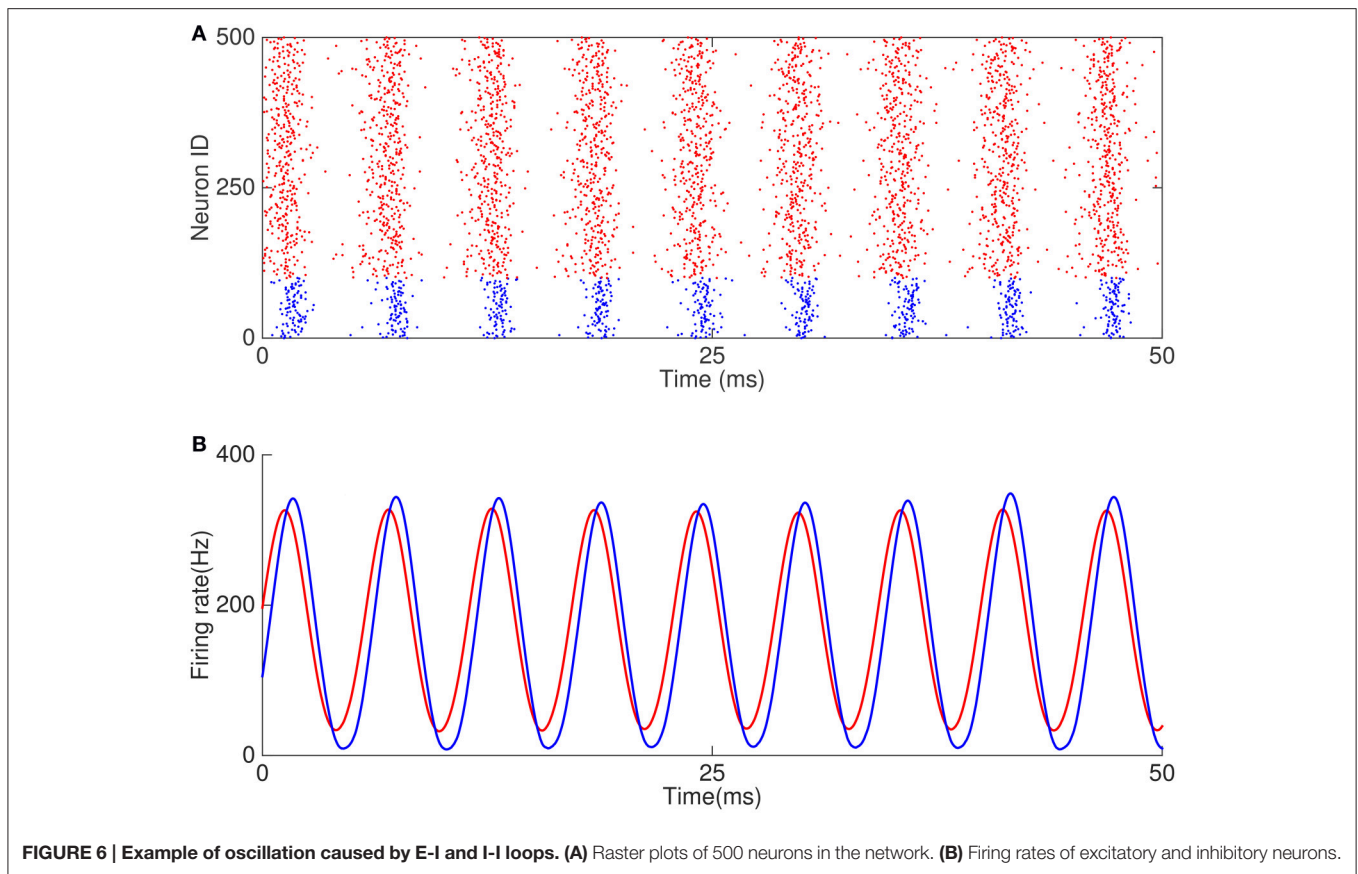 A
500
250
0
Neuron ID
0
25
50
Time (ms)
B
400
200
0
Firing rate(Hz)
0
25
50
Time(ms)
FIGURE 6 | Example of oscillation caused by E-I and I-I loops. (A) Raster plots of 500 neurons in the network. (B) Firing rates of excitatory and inhibitory neurons.